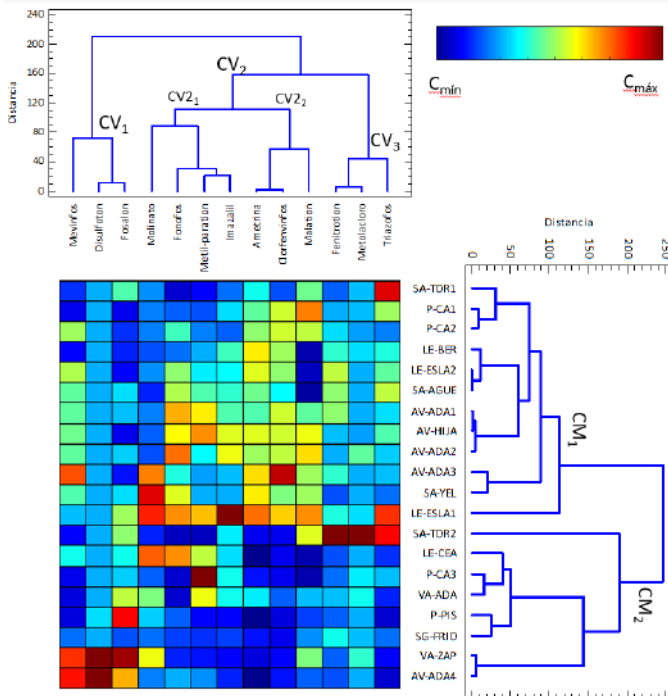 240
200
160
120
80
40
0
Distancia
CV1
CV2
CV2₁
CV2₂
CV3
Cmín
Cmáx
Mevinfos
Disulfoton
Fosalon
Molinato
Fonofos
Metil-paration
Imazalil
Ametrina
Clorfenvinfos
Malation
Fenitrotion
Metolacloro
Triazofos
Distancia
0
50
100
150
200
250
SA-TOR1
P-CA1
P-CA2
LE-BER
LE-ESLA2
SA-AGUE
AV-ADA1
AV-HIJA
AV-ADA2
AV-ADA3
SA-YEL
LE-ESLA1
SA-TOR2
LE-CEA
P-CA3
VA-ADA
P-PIS
SG-FRIO
VA-ZAP
AV-ADA4
CM1
CM2